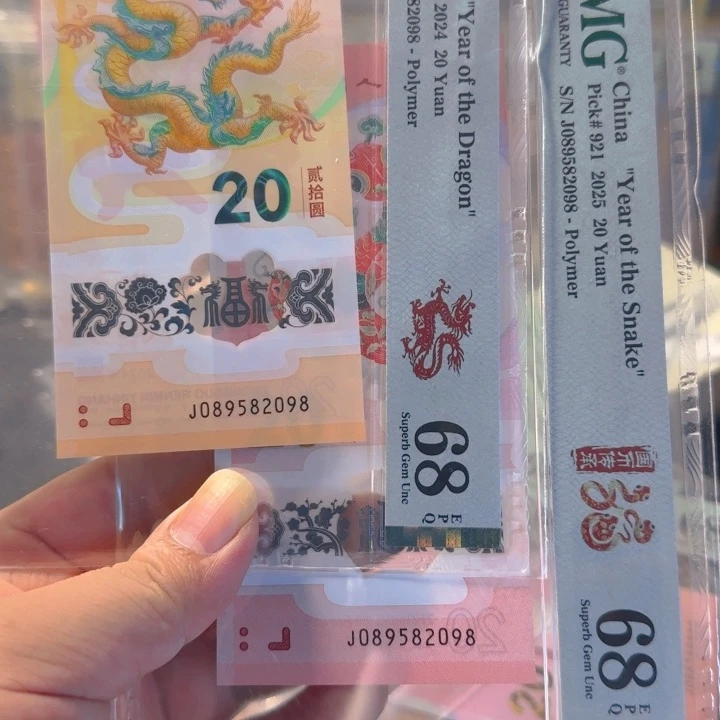 20
贰拾圆
福
J089582098
J089582098
"Year of the Dragon"
2024 20 Yuan
82098 - Polymer
68
EPQ
Superb Gem Unc
MG®
GUARANTY
China "Year of the Snake"
Pick# 921 2025 20 Yuan
S/N J089582098 - Polymer
68
EPQ
Superb Gem Unc